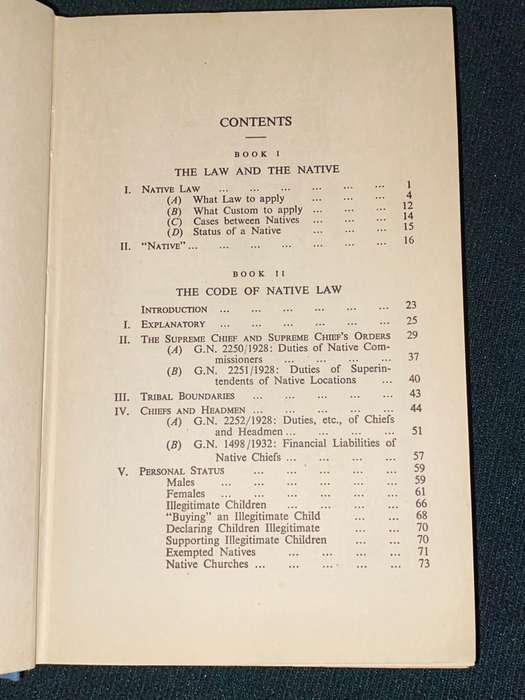 CONTENTS
BOOK I
THE LAW AND THE NATIVE
I. NATIVE LAW ... ... ... ... ... ... 1
(A) What Law to apply ... ... ... ... 4
(B) What Custom to apply ... ... ... 12
(C) Cases between Natives ... ... ... 14
(D) Status of a Native ... ... ... 15
II. "NATIVE" ... ... ... ... ... ... ... 16
BOOK II
THE CODE OF NATIVE LAW
INTRODUCTION ... ... ... ... ... ... 23
I. EXPLANATORY ... ... ... ... ... ... 25
II. THE SUPREME CHIEF AND SUPREME CHIEF'S ORDERS 29
(A) G.N. 2250/1928: Duties of Native Com-
missioners ... ... ... ... 37
(B) G.N. 2251/1928: Duties of Superin-
tendents of Native Locations ... 40
III. TRIBAL BOUNDARIES ... ... ... ... ... 43
IV. CHIEFS AND HEADMEN ... ... ... ... ... 44
(A) G.N. 2252/1928: Duties, etc., of Chiefs
and Headmen ... ... ... ... 51
(B) G.N. 1498/1932: Financial Liabilities of
Native Chiefs ... ... ... ... 57
V. PERSONAL STATUS ... ... ... ... ... 59
Males ... ... ... ... ... ... 59
Females ... ... ... ... ... ... 61
Illegitimate Children ... ... ... ... 66
"Buying" an Illegitimate Child ... ... 68
Declaring Children Illegitimate ... ... 70
Supporting Illegitimate Children ... ... 70
Exempted Natives ... ... ... ... 71
Native Churches ... ... ... ... ... 73